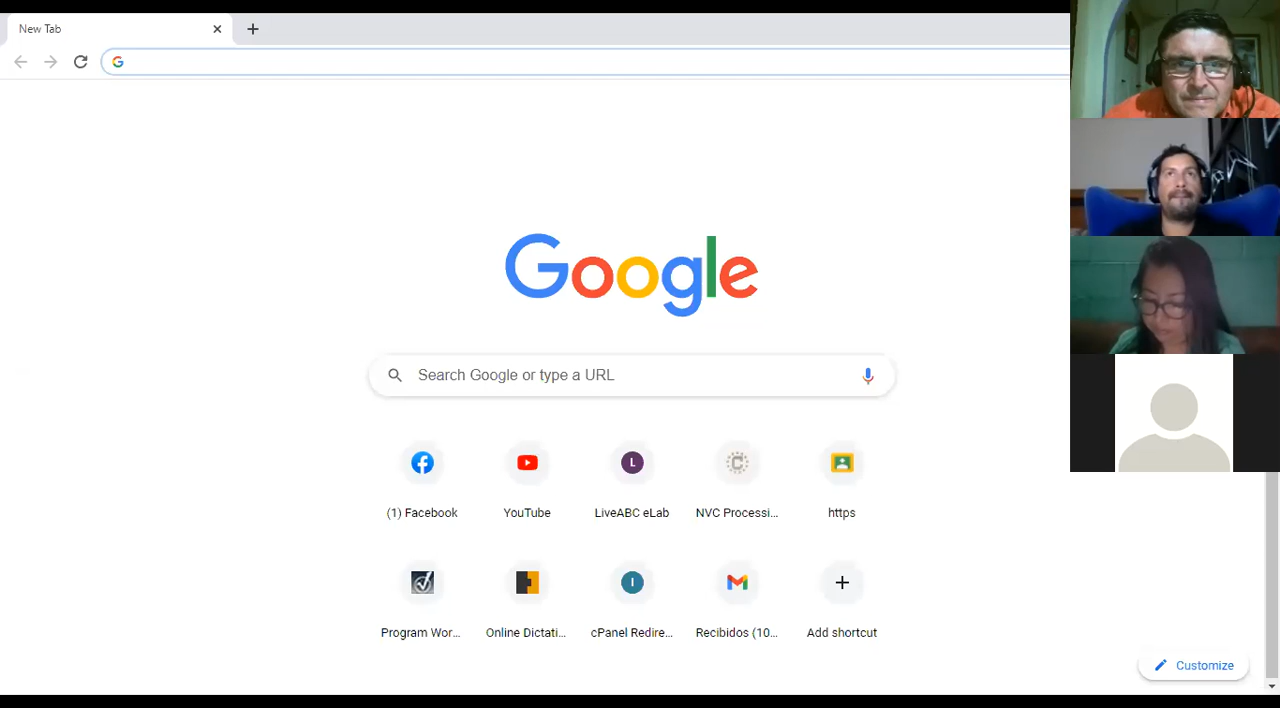 New Tab
Google
Search Google or type a URL
(1) Facebook
YouTube
LiveABC eLab
NVC Processi...
https
Program Wor...
Online Dictati...
cPanel Redire...
Recibidos (10...
Add shortcut
Customize